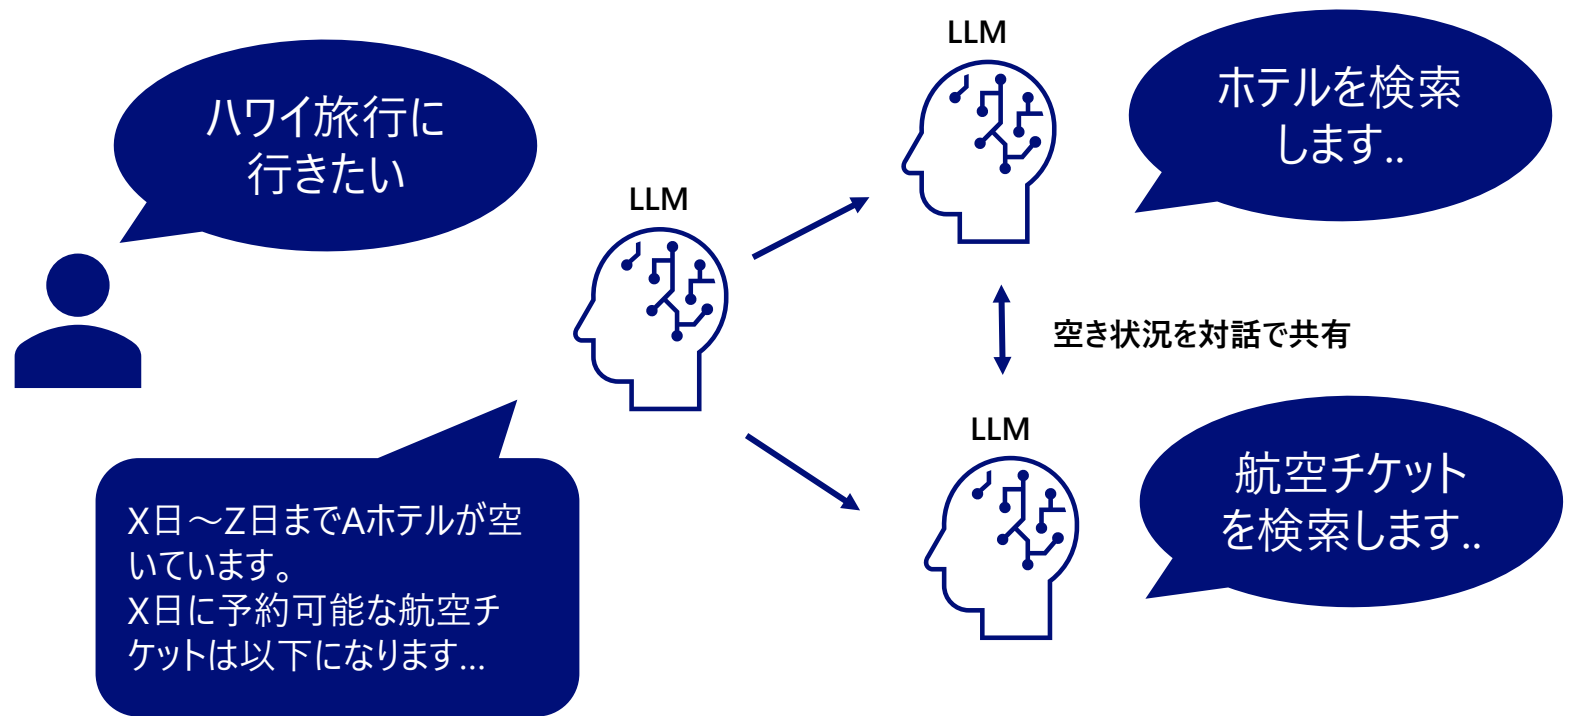 ハワイ旅行に
行きたい
LLM
LLM
ホテルを検索
します..
空き状況を対話で共有
LLM
航空チケット
を検索します..
X日～Z日までAホテルが空
いています。
X日に予約可能な航空チ
ケットは以下になります...